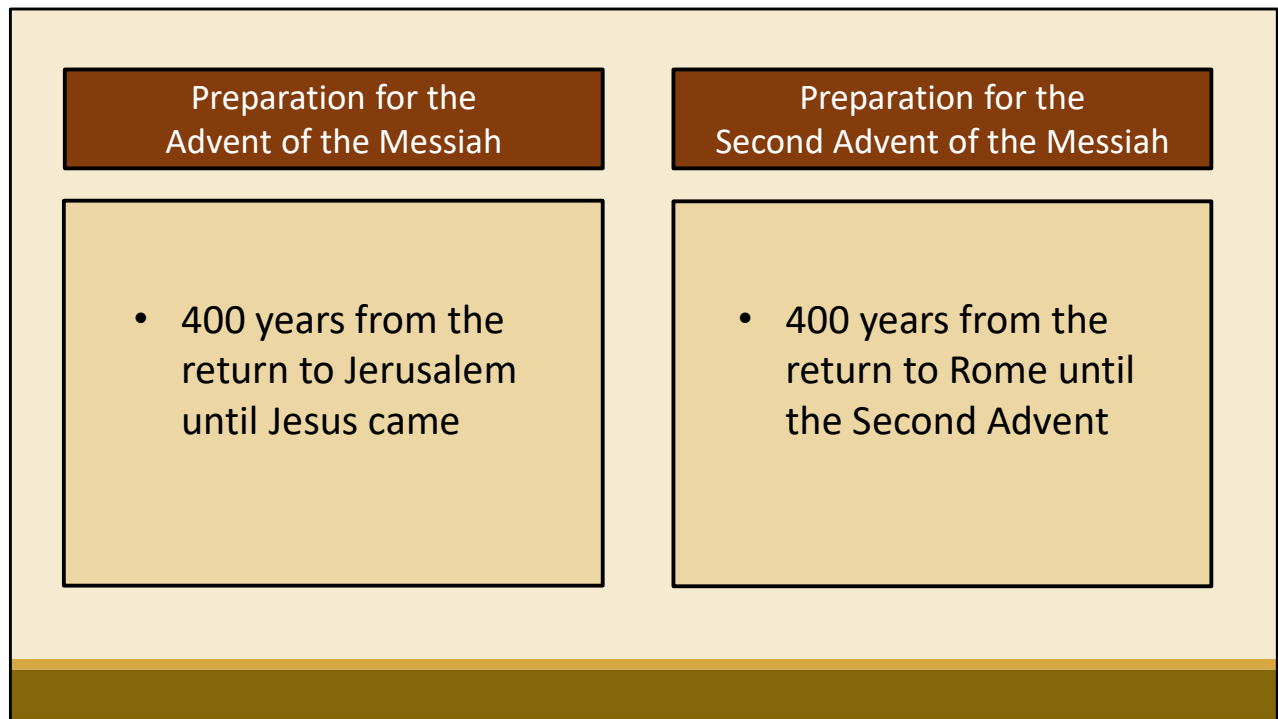 Preparation for the
Advent of the Messiah
• 400 years from the
return to Jerusalem
until Jesus came
Preparation for the
Second Advent of the Messiah
• 400 years from the
return to Rome until
the Second Advent